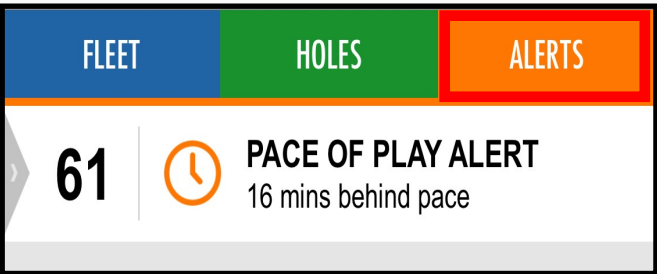 FLEET HOLES ALERTS
61
PACE OF PLAY ALERT
16 mins behind pace